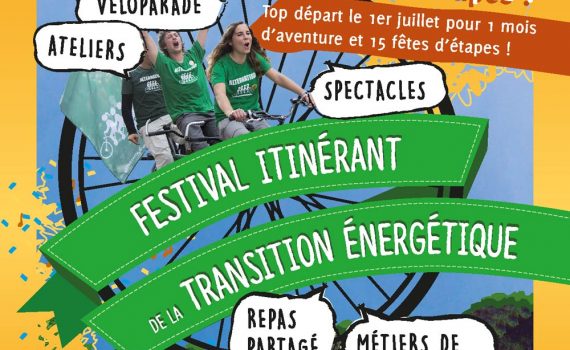 VÉLOPARADE
Top départ le 1er juillet pour 1 mois
d'aventure et 15 fêtes d'étapes !
ATELIERS
SPECTACLES
FESTIVAL ITINÉRANT
DE LA TRANSITION ÉNERGÉTIQUE
REPAS
PARTAGÉ
MÉTIERS DE